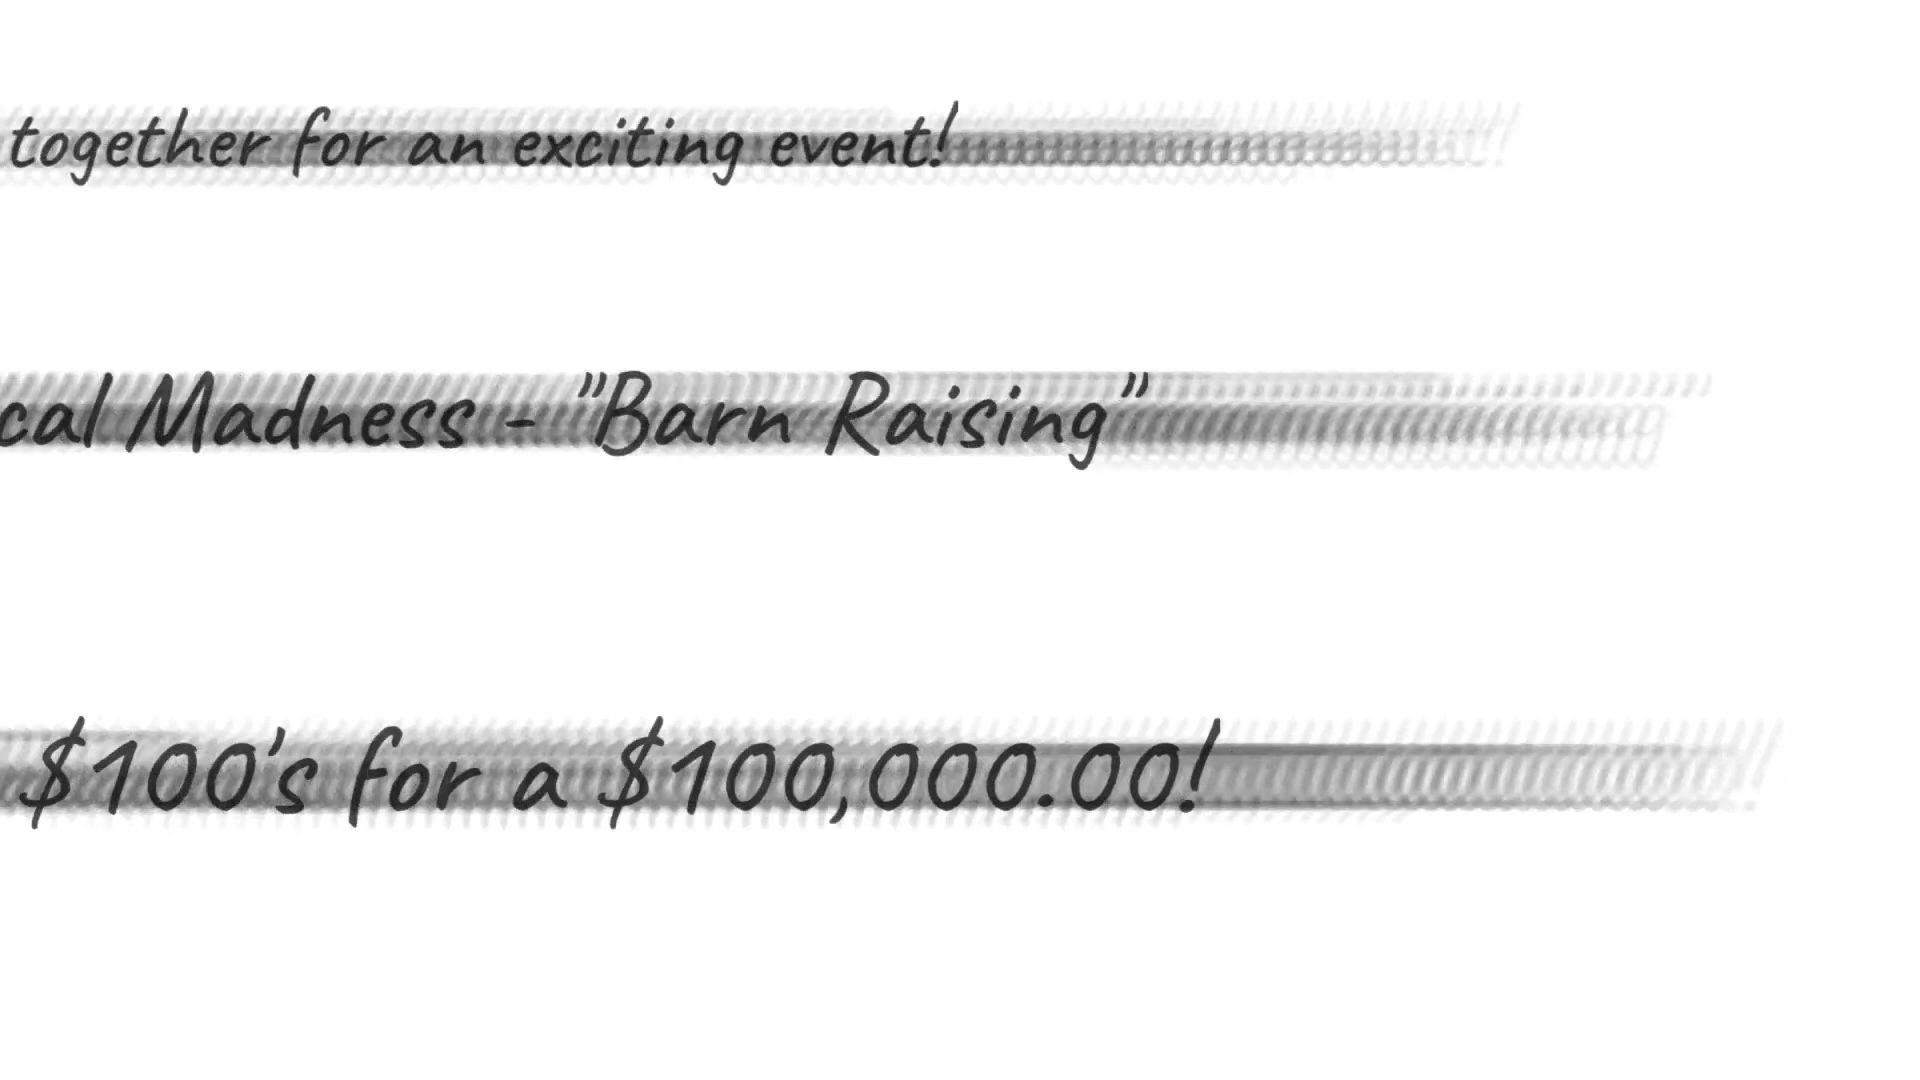 together for an exciting event!
cal Madness - "Barn Raising"
$100's for a $100,000.00!